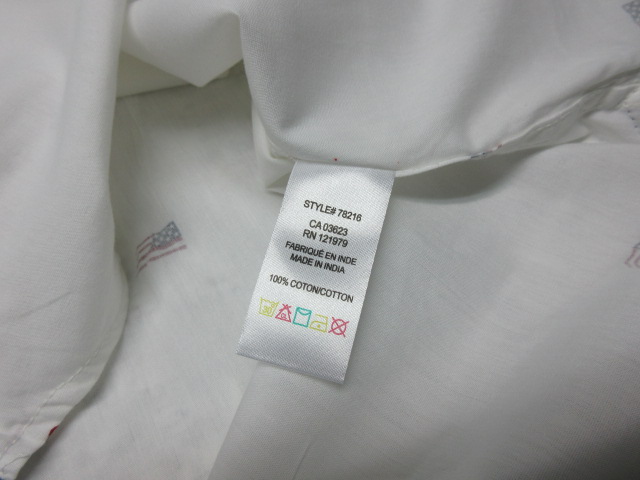 STYLE# 78216
CA 03623
RN 121979
FABRIQUÉ EN INDE
MADE IN INDIA
100% COTON/COTTON